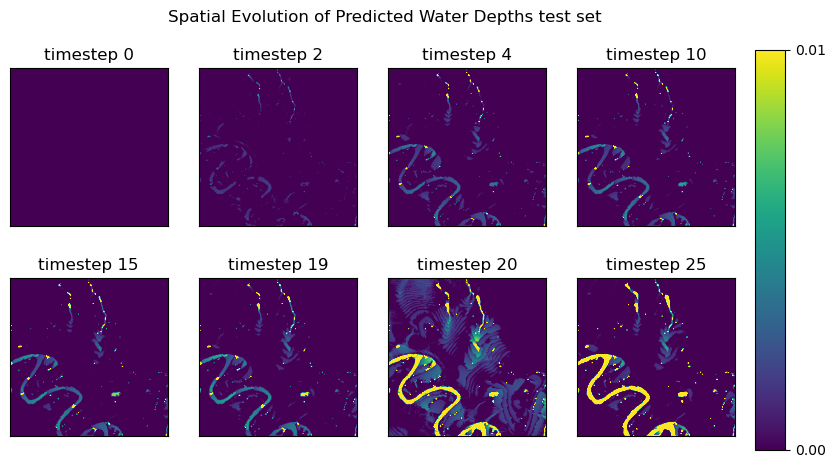 Spatial Evolution of Predicted Water Depths test set
timestep 0
timestep 2
timestep 4
timestep 10
0.01
timestep 15
timestep 19
timestep 20
timestep 25
0.00